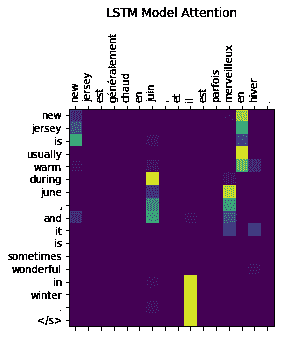 LSTM Model Attention
new
jersey
est
généralement
chaud
en
juin
,
et
il
est
parfois
merveilleux
en
hiver
.
new
jersey
is
usually
warm
during
june
,
and
it
is
sometimes
wonderful
in
winter
.
</s>